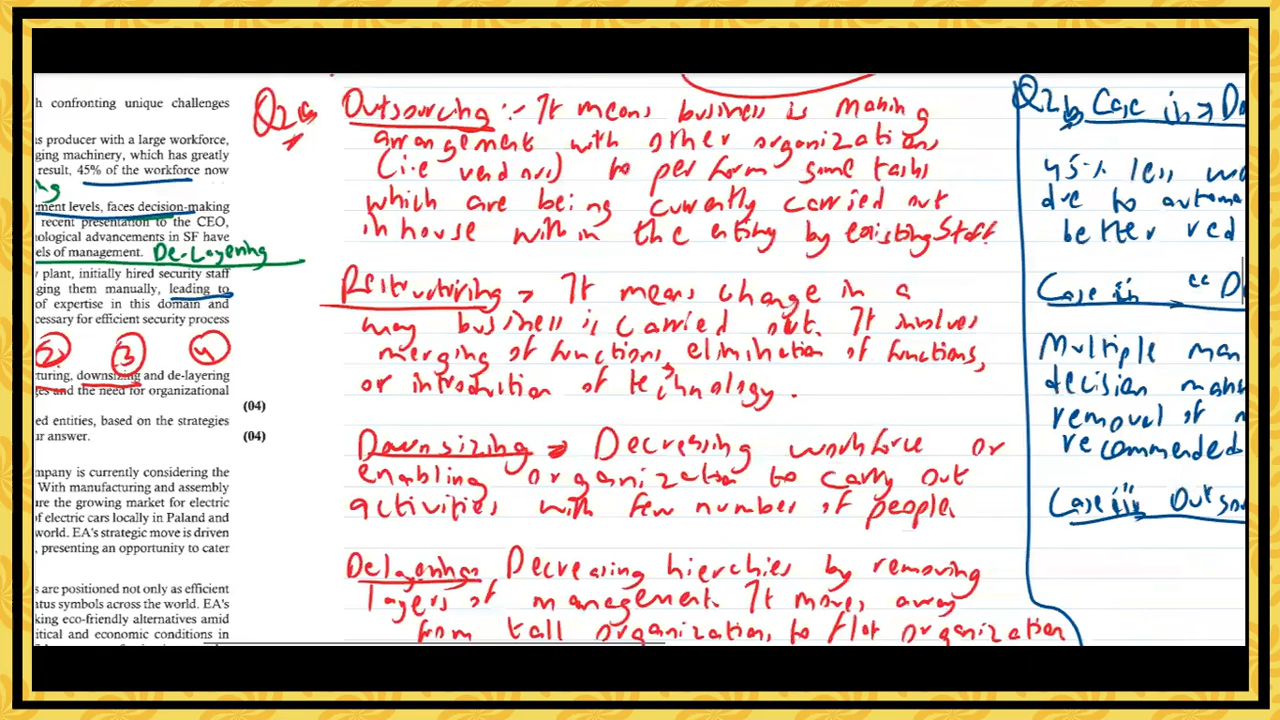 h confronting unique challenges
us producer with a large workforce,
ging machinery, which has greatly
result, 45% of the workforce now
ng
ement levels, faces decision-making
recent presentation to the CEO,
nological advancements in SF have
els of management. De-Layering
y plant, initially hired security staff
ging them manually, leading to
of expertise in this domain and
cessary for efficient security process
2 3 4
turing, downsizing and de-layering
ges and the need for organizational
(04)
ed entities, based on the strategies
ur answer. (04)
ompany is currently considering the
With manufacturing and assembly
ure the growing market for electric
of electric cars locally in Paland and
world. EA's strategic move is driven
, presenting an opportunity to cater
s are positioned not only as efficient
tus symbols across the world. EA's
king eco-friendly alternatives amid
itical and economic conditions in
Q2 a Outsourcing :- It means business is making
arrangement with other organizations
(i.e vendors) to perform some tasks
which are being currently carried out
in house within the entity by existing Staff.
Restructuring → It means change in a
way business is carried out. It involves
merging of functions, elimination of functions,
or introduction of technology.
Downsizing → Decreasing workforce or
enabling organization to carry out
activities with few number of people.
Delayering Decreasing hierchies by removing
layers of management. It moves away
from tall organization, to flat organization
Q2 b Case i → Do
45% less wo
due to automa
better red
Case ii "D
Multiple man
decision makin
removal of m
recommended
Case iii Outsou